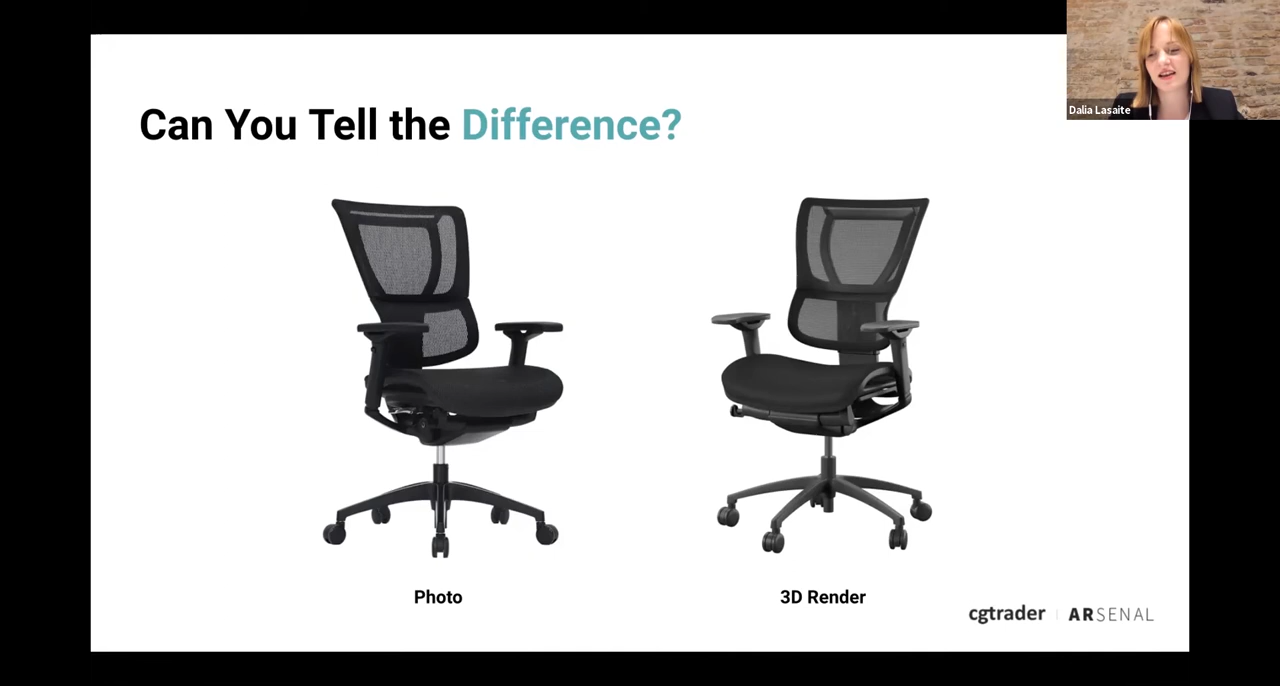 Can You Tell the Difference?
Dalia Lasaite
Photo
3D Render
cgtrader | ARSENAL